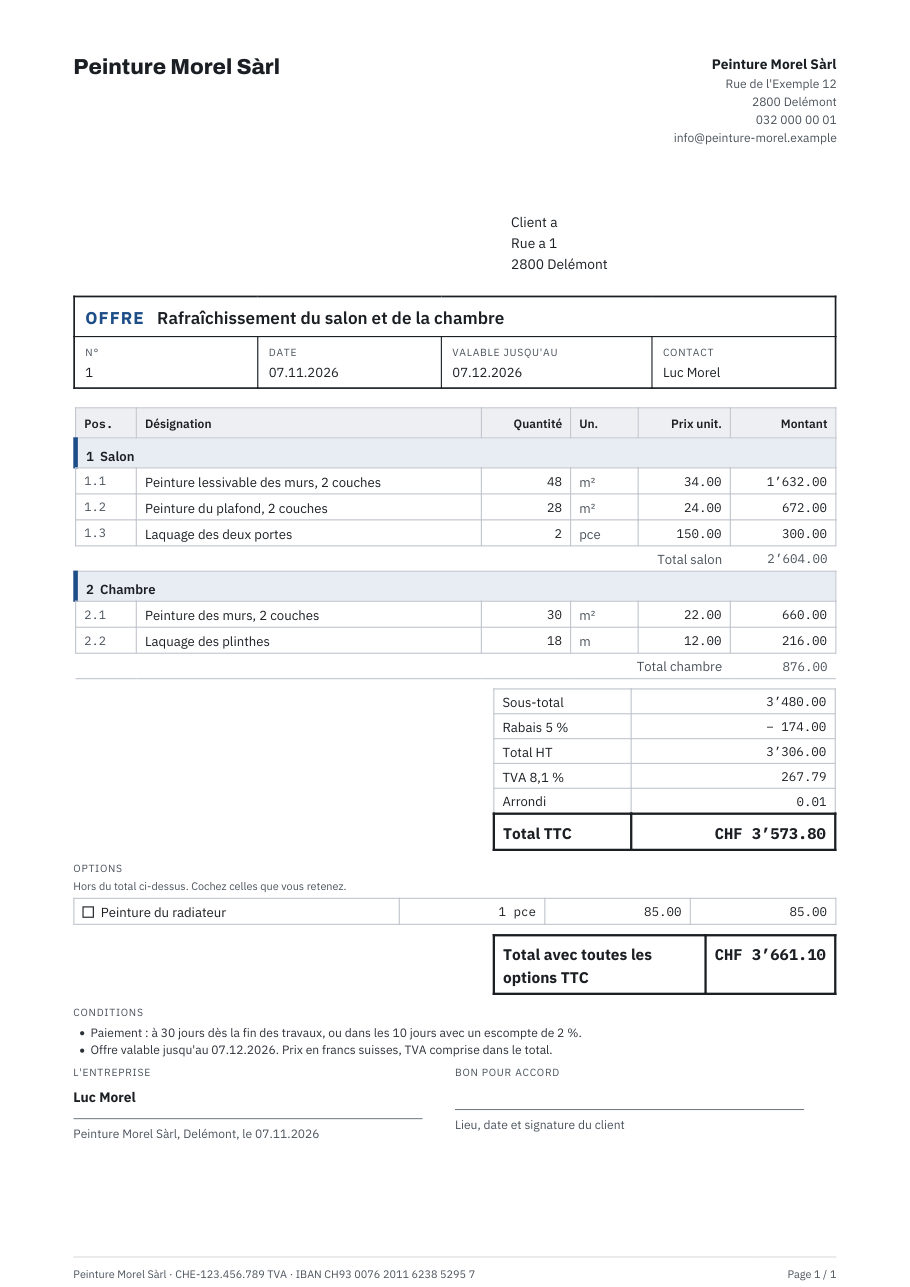 Peinture Morel Sàrl
Peinture Morel Sàrl
Rue de l'Exemple 12
2800 Delémont
032 000 00 01
info@peinture-morel.example
Client a
Rue a 1
2800 Delémont
OFFRE Rafraîchissement du salon et de la chambre
N° DATE VALABLE JUSQU'AU CONTACT
1 07.11.2026 07.12.2026 Luc Morel
Pos. Désignation Quantité Un. Prix unit. Montant
1 Salon
1.1 Peinture lessivable des murs, 2 couches 48 m² 34.00 1’632.00
1.2 Peinture du plafond, 2 couches 28 m² 24.00 672.00
1.3 Laquage des deux portes 2 pce 150.00 300.00
Total salon 2’604.00
2 Chambre
2.1 Peinture des murs, 2 couches 30 m² 22.00 660.00
2.2 Laquage des plinthes 18 m 12.00 216.00
Total chambre 876.00
Sous-total 3’480.00
Rabais 5 % – 174.00
Total HT 3’306.00
TVA 8,1 % 267.79
Arrondi 0.01
Total TTC CHF 3’573.80
OPTIONS
Hors du total ci-dessus. Cochez celles que vous retenez.
☐ Peinture du radiateur 1 pce 85.00 85.00
Total avec toutes les CHF 3’661.10
options TTC
CONDITIONS
• Paiement : à 30 jours dès la fin des travaux, ou dans les 10 jours avec un escompte de 2 %.
• Offre valable jusqu'au 07.12.2026. Prix en francs suisses, TVA comprise dans le total.
L'ENTREPRISE BON POUR ACCORD
Luc Morel
Peinture Morel Sàrl, Delémont, le 07.11.2026 Lieu, date et signature du client
Peinture Morel Sàrl · CHE-123.456.789 TVA · IBAN CH93 0076 2011 6238 5295 7 Page 1 / 1